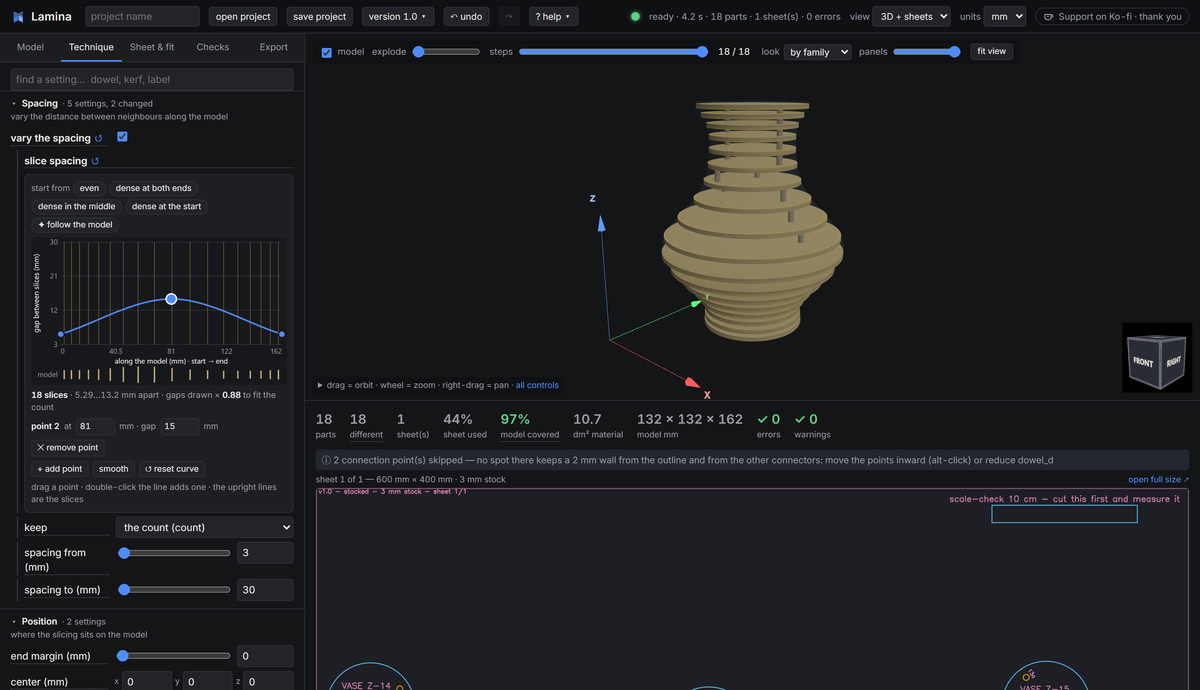 Lamina
project name
open project
save project
version 1.0
undo
? help
ready · 4.2 s · 18 parts · 1 sheet(s) · 0 errors
view
3D + sheets
units
mm
Support on Ko-fi · thank you
Model
Technique
Sheet & fit
Checks
Export
find a setting... dowel, kerf, label
Spacing · 5 settings, 2 changed
vary the distance between neighbours along the model
vary the spacing
slice spacing
start from
even
dense at both ends
dense in the middle
dense at the start
follow the model
30
21
12
3
gap between slices (mm)
0
40.5
81
122
162
along the model (mm) · start → end
model
18 slices · 5.29…13.2 mm apart · gaps drawn × 0.88 to fit the
count
point 2 at 81 mm · gap 15 mm
remove point
+ add point
smooth
reset curve
drag a point · double-click the line adds one · the upright lines
are the slices
keep
the count (count)
spacing from
(mm)
3
spacing to (mm)
30
Position · 2 settings
where the slicing sits on the model
end margin (mm)
0
center (mm)
x 0 y 0 z 0
model
explode
steps
18 / 18
look
by family
panels
fit view
Z
Y
X
FRONT
RIGHT
drag = orbit · wheel = zoom · right-drag = pan · all controls
18
parts
18
different
1
sheet(s)
44%
sheet used
97%
model covered
10.7
dm² material
132 × 132 × 162
model mm
✓ 0
errors
✓ 0
warnings
2 connection point(s) skipped — no spot there keeps a 2 mm wall from the outline and from the other connectors: move the points inward (alt-click) or reduce dowel_d
sheet 1 of 1 — 600 mm × 400 mm · 3 mm stock
open full size
v1.0 — stacked — 3 mm stock — sheet 1/1
scale-check 10 cm — cut this first and measure it
VASE Z-14
VASE Z-15